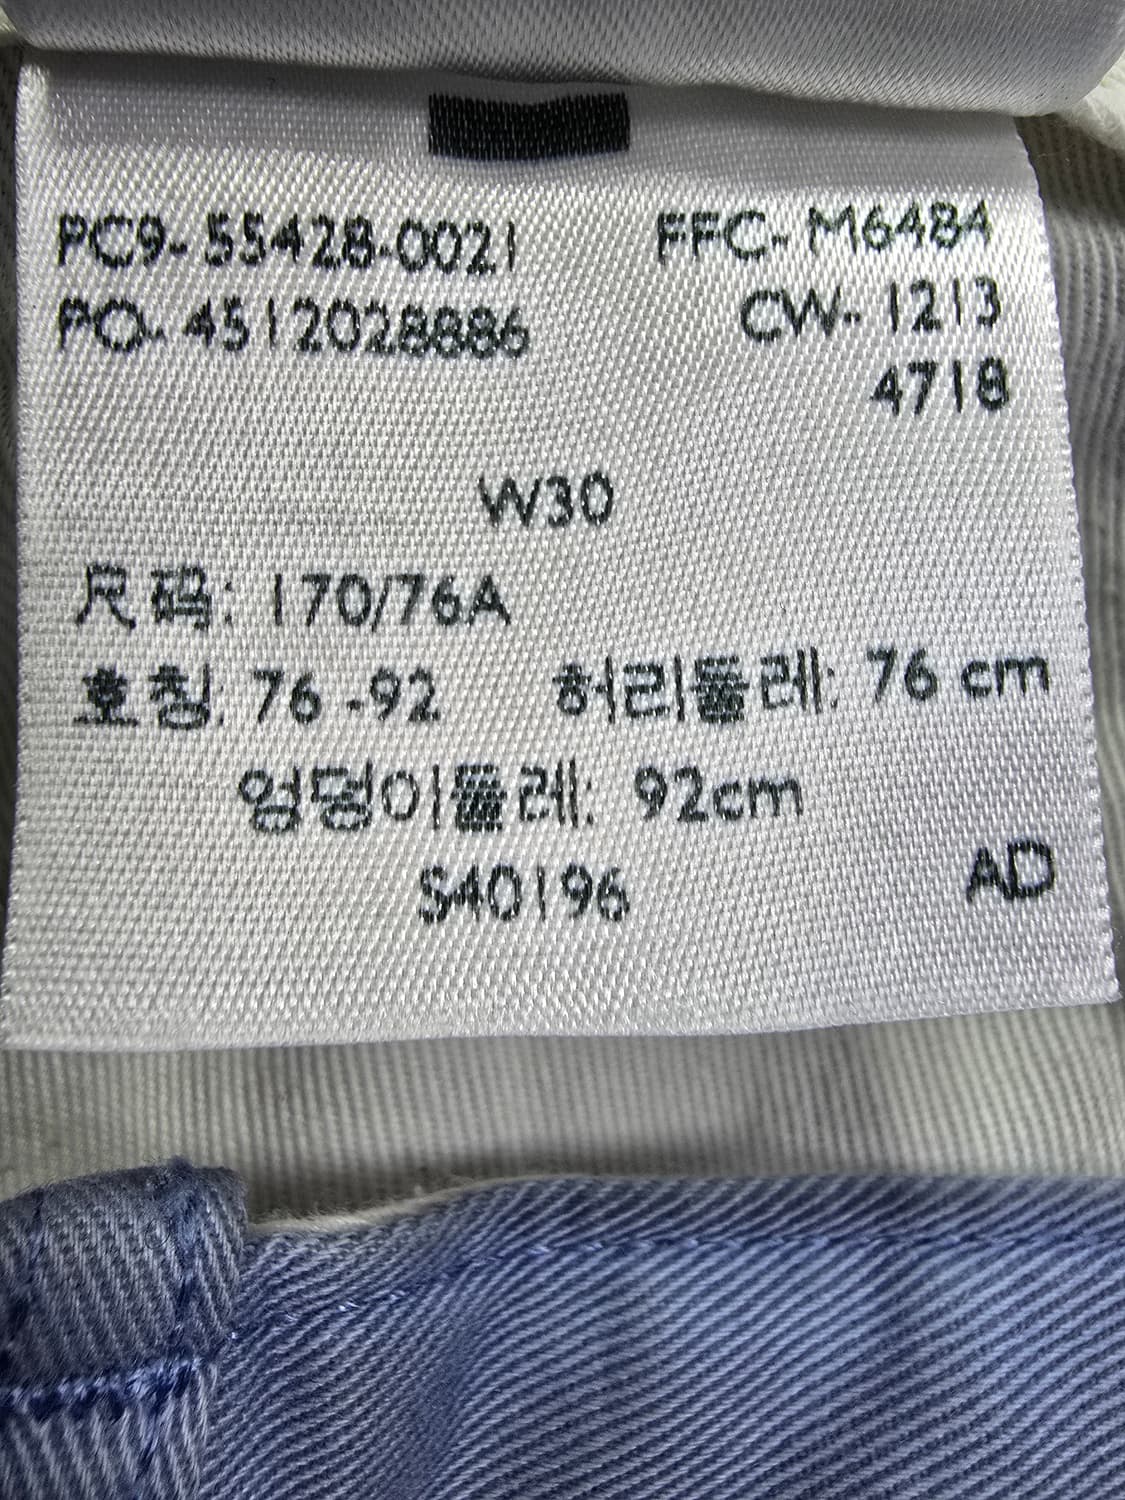 PC9- 55428-0021 FFC- M6484
PO- 4512028886 CW- 1213
4718
W30
尺码: 170/76A
호칭: 76 -92 허리둘레: 76 cm
엉덩이둘레: 92cm
S40196 AD